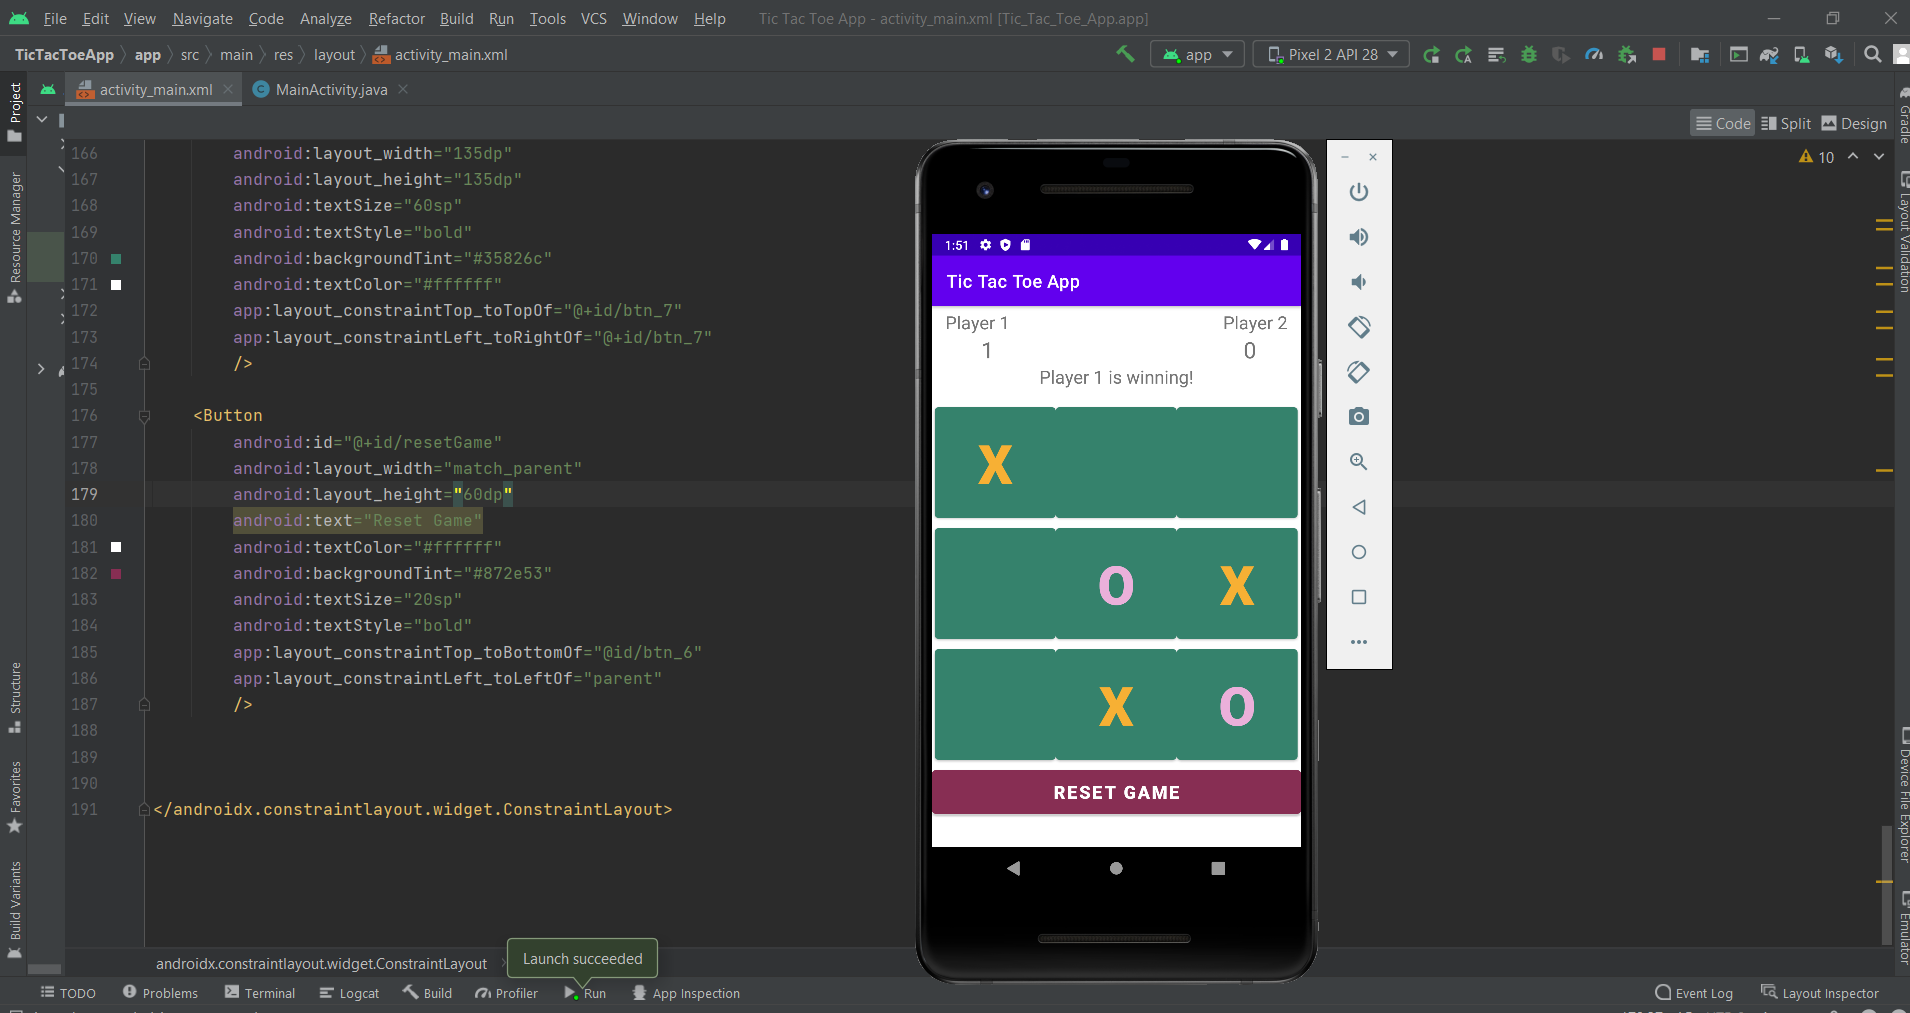 File Edit View Navigate Code Analyze Refactor Build Run Tools VCS Window Help Tic Tac Toe App - activity_main.xml [Tic_Tac_Toe_App.app]
TicTacToeApp app src main res layout activity_main.xml app Pixel 2 API 28
activity_main.xml MainActivity.java
Code Split Design
10
Project
Resource Manager
Structure
Favorites
Build Variants
166 android:layout_width="135dp"
167 android:layout_height="135dp"
168 android:textSize="60sp"
169 android:textStyle="bold"
170 android:backgroundTint="#35826c"
171 android:textColor="#ffffff"
172 app:layout_constraintTop_toTopOf="@+id/btn_7"
173 app:layout_constraintLeft_toRightOf="@+id/btn_7"
174 />
175
176 <Button
177 android:id="@+id/resetGame"
178 android:layout_width="match_parent"
179 android:layout_height="60dp"
180 android:text="Reset Game"
181 android:textColor="#ffffff"
182 android:backgroundTint="#872e53"
183 android:textSize="20sp"
184 android:textStyle="bold"
185 app:layout_constraintTop_toBottomOf="@id/btn_6"
186 app:layout_constraintLeft_toLeftOf="parent"
187 />
188
189
190
191 </androidx.constraintlayout.widget.ConstraintLayout>
1:51
Tic Tac Toe App
Player 1 Player 2
1 0
Player 1 is winning!
X
O X
X O
RESET GAME
Gradle
Layout Validation
Device File Explorer
Emulator
androidx.constraintlayout.widget.ConstraintLayout
Launch succeeded
TODO Problems Terminal Logcat Build Profiler Run App Inspection Event Log Layout Inspector